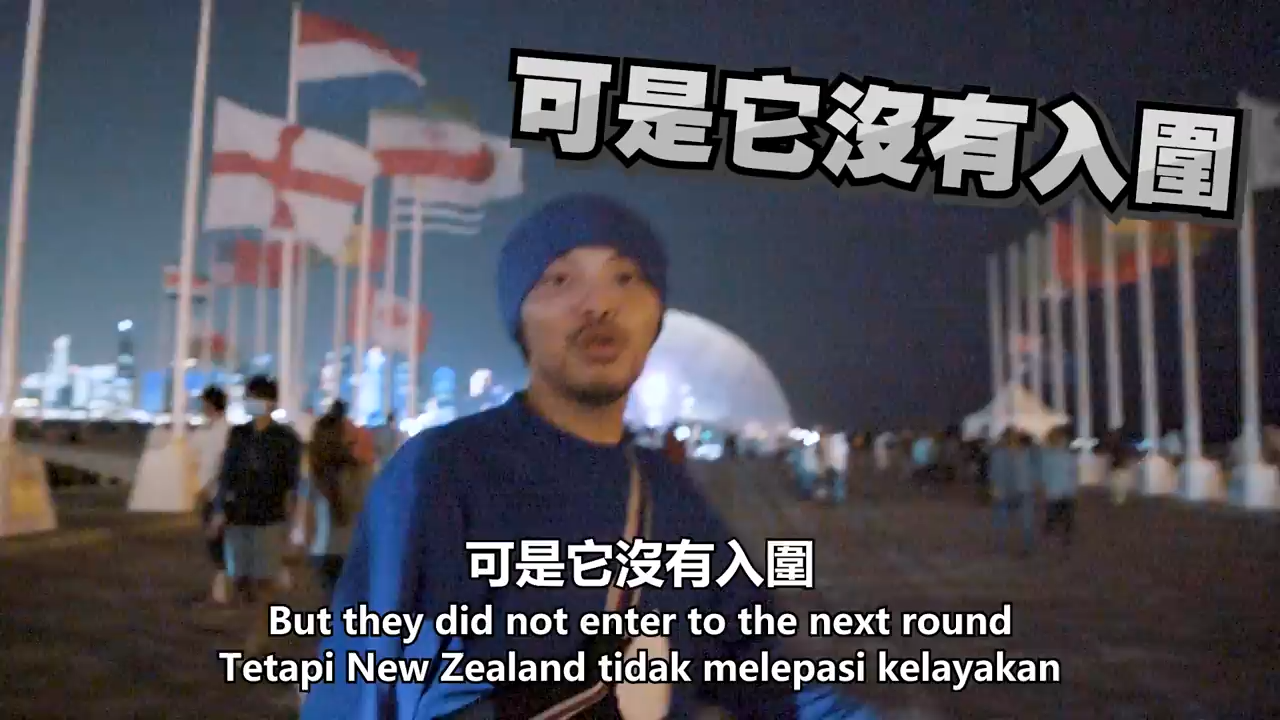 可是它沒有入圍
可是它沒有入圍
But they did not enter to the next round
Tetapi New Zealand tidak melepasi kelayakan